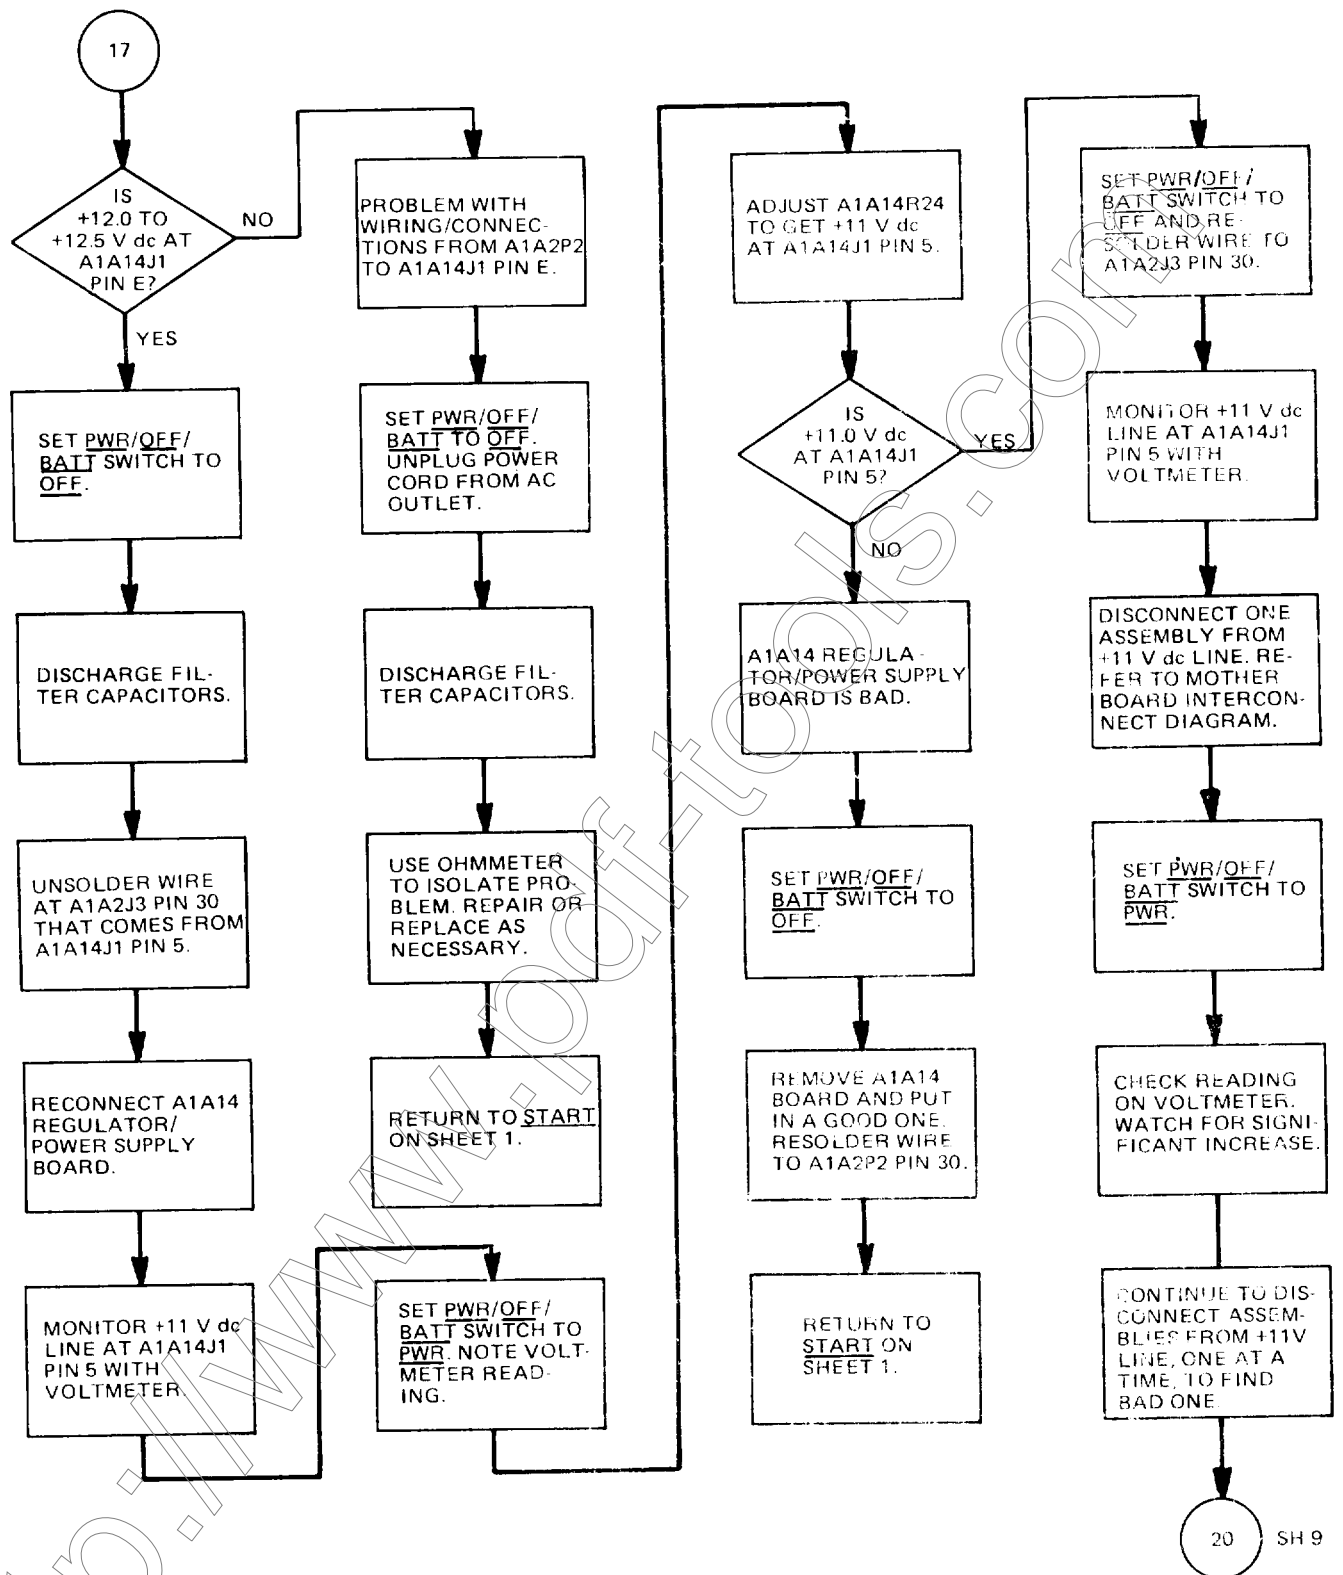 17
IS
+12.0 TO
+12.5 V dc AT
A1A14J1
PIN E?
NO
YES
SET PWR/OFF/
BATT SWITCH TO
OFF.
DISCHARGE FIL-
TER CAPACITORS.
UNSOLDER WIRE
AT A1A2J3 PIN 30
THAT COMES FROM
A1A14J1 PIN 5.
RECONNECT A1A14
REGULATOR/
POWER SUPPLY
BOARD.
MONITOR +11 V dc
LINE AT A1A14J1
PIN 5 WITH
VOLTMETER.
PROBLEM WITH
WIRING/CONNEC-
TIONS FROM A1A2P2
TO A1A14J1 PIN E.
SET PWR/OFF/
BATT TO OFF.
UNPLUG POWER
CORD FROM AC
OUTLET.
DISCHARGE FIL-
TER CAPACITORS.
USE OHMMETER
TO ISOLATE PRO-
BLEM. REPAIR OR
REPLACE AS
NECESSARY.
RETURN TO START
ON SHEET 1.
SET PWR/OFF/
BATT SWITCH TO
PWR. NOTE VOLT-
METER READ-
ING.
ADJUST A1A14R24
TO GET +11 V dc
AT A1A14J1 PIN 5.
IS
+11.0 V dc
AT A1A14J1
PIN 5?
YES
NO
A1A14 REGULA-
TOR/POWER SUPPLY
BOARD IS BAD.
SET PWR/OFF/
BATT SWITCH TO
OFF.
REMOVE A1A14
BOARD AND PUT
IN A GOOD ONE.
RESOLDER WIRE
TO A1A2P2 PIN 30.
RETURN TO
START ON
SHEET 1.
SET PWR/OFF/
BATT SWITCH TO
OFF AND RE-
SOLDER WIRE TO
A1A2J3 PIN 30.
MONITOR +11 V dc
LINE AT A1A14J1
PIN 5 WITH
VOLTMETER.
DISCONNECT ONE
ASSEMBLY FROM
+11 V dc LINE. RE-
FER TO MOTHER
BOARD INTERCON-
NECT DIAGRAM.
SET PWR/OFF/
BATT SWITCH TO
PWR.
CHECK READING
ON VOLTMETER.
WATCH FOR SIGNI-
FICANT INCREASE.
CONTINUE TO DIS-
CONNECT ASSEM-
BLIES FROM +11V
LINE, ONE AT A
TIME, TO FIND
BAD ONE.
20 SH 9
p://www.pdf-tools.com